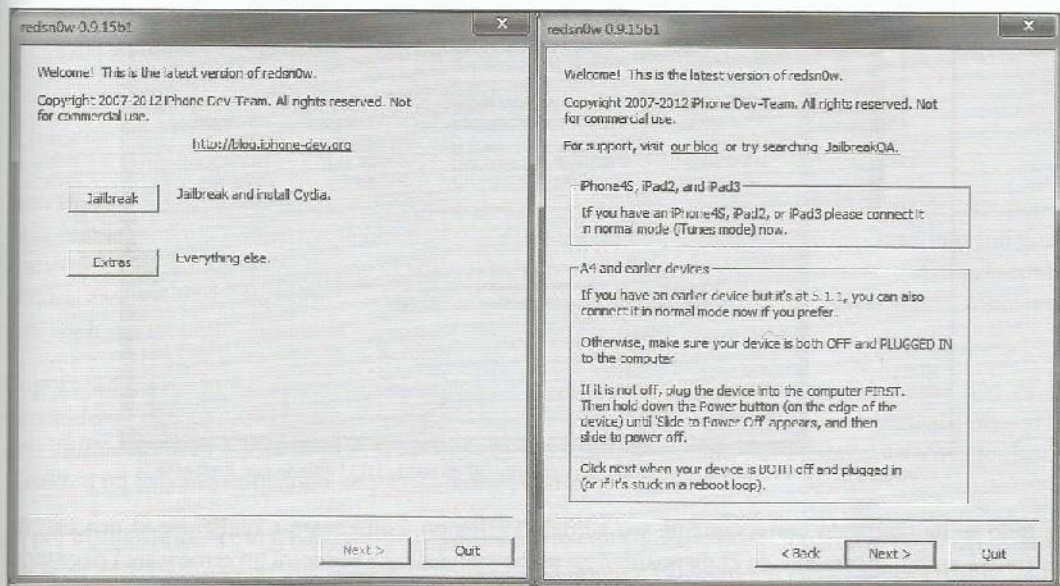 redsn0w 0.9.15b1
Welcome! This is the latest version of redsn0w.
Copyright 2007-2012 iPhone Dev-Team. All rights reserved. Not
for commercial use.
http://blog.iphone-dev.org
Jailbreak
Jailbreak and install Cydia.
Extras
Everything else.
Next >
Quit
redsn0w 0.9.15b1
Welcome! This is the latest version of redsn0w.
Copyright 2007-2012 iPhone Dev-Team. All rights reserved. Not
for commercial use.
For support, visit our blog or try searching JailbreakQA.
iPhone4S, iPad2, and iPad3
If you have an iPhone4S, iPad2, or iPad3 please connect it
in normal mode (iTunes mode) now.
A4 and earlier devices
If you have an earlier device but it's at 5.1.1, you can also
connect it in normal mode now if you prefer.
Otherwise, make sure your device is both OFF and PLUGGED IN
to the computer
If it is not off, plug the device into the computer FIRST.
Then hold down the Power button (on the edge of the
device) until 'Slide to Power Off' appears, and then
slide to power off.
Click next when your device is BOTH off and plugged in
(or if it's stuck in a reboot loop).
< Back
Next >
Quit